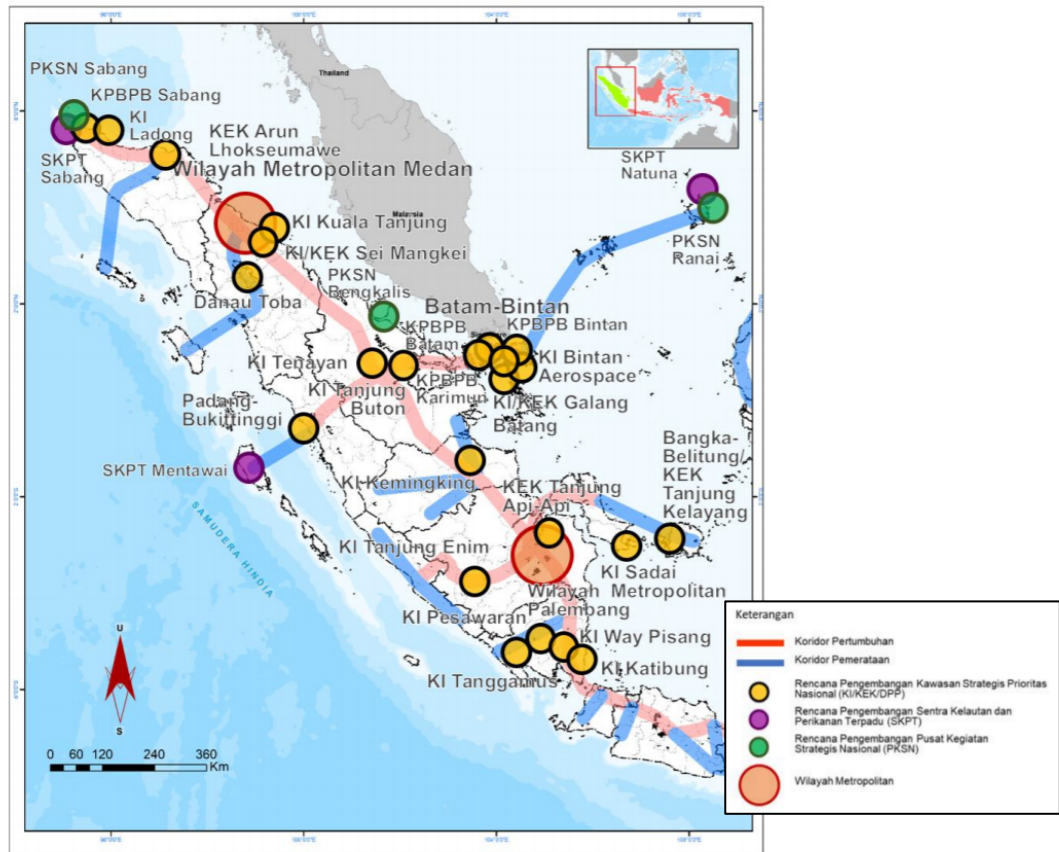 Thailand
PKSN Sabang
KPBPB Sabang
KI
Ladong
SKPT
Sabang
KEK Arun
Lhokseumawe
Wilayah Metropolitan Medan
Malaysia
KI Kuala Tanjung
KI/KEK Sei Mangkei
PKSN
Bengkalis
Danau Toba
SKPT
Natuna
PKSN
Ranai
Batam-Bintan
KPBPB Bintan
KPBPB
Batam
KI Bintan
Aerospace
KI Tenayan
KPBPB
Karimun
KI Tanjung
Buton
KI/KEK Galang
Batang
Padang-
Bukittinggi
SKPT Mentawai
KI Kemingking
Bangka-
Belitung/
KEK
Tanjung
Kelayang
KEK Tanjung
Api-Api
SAMUDERA HINDIA
KI Tanjung Enim
KI Sadai
Wilayah Metropolitan
Palembang
KI Pesawaran
KI Way Pisang
KI Katibung
KI Tanggamus
U
S
0 60 120 240 360
Km
Keterangan
Koridor Pertumbuhan
Koridor Pemerataan
Rencana Pengembangan Kawasan Strategis Prioritas
Nasional (KI/KEK/DPP)
Rencana Pengembangan Sentra Kelautan dan
Perikanan Terpadu (SKPT)
Rencana Pengembangan Pusat Kegiatan
Strategis Nasional (PKSN)
Wilayah Metropolitan